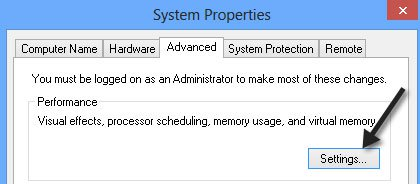 System Properties
Computer Name Hardware Advanced System Protection Remote
You must be logged on as an Administrator to make most of these changes.
Performance
Visual effects, processor scheduling, memory usage, and virtual memory
Settings...